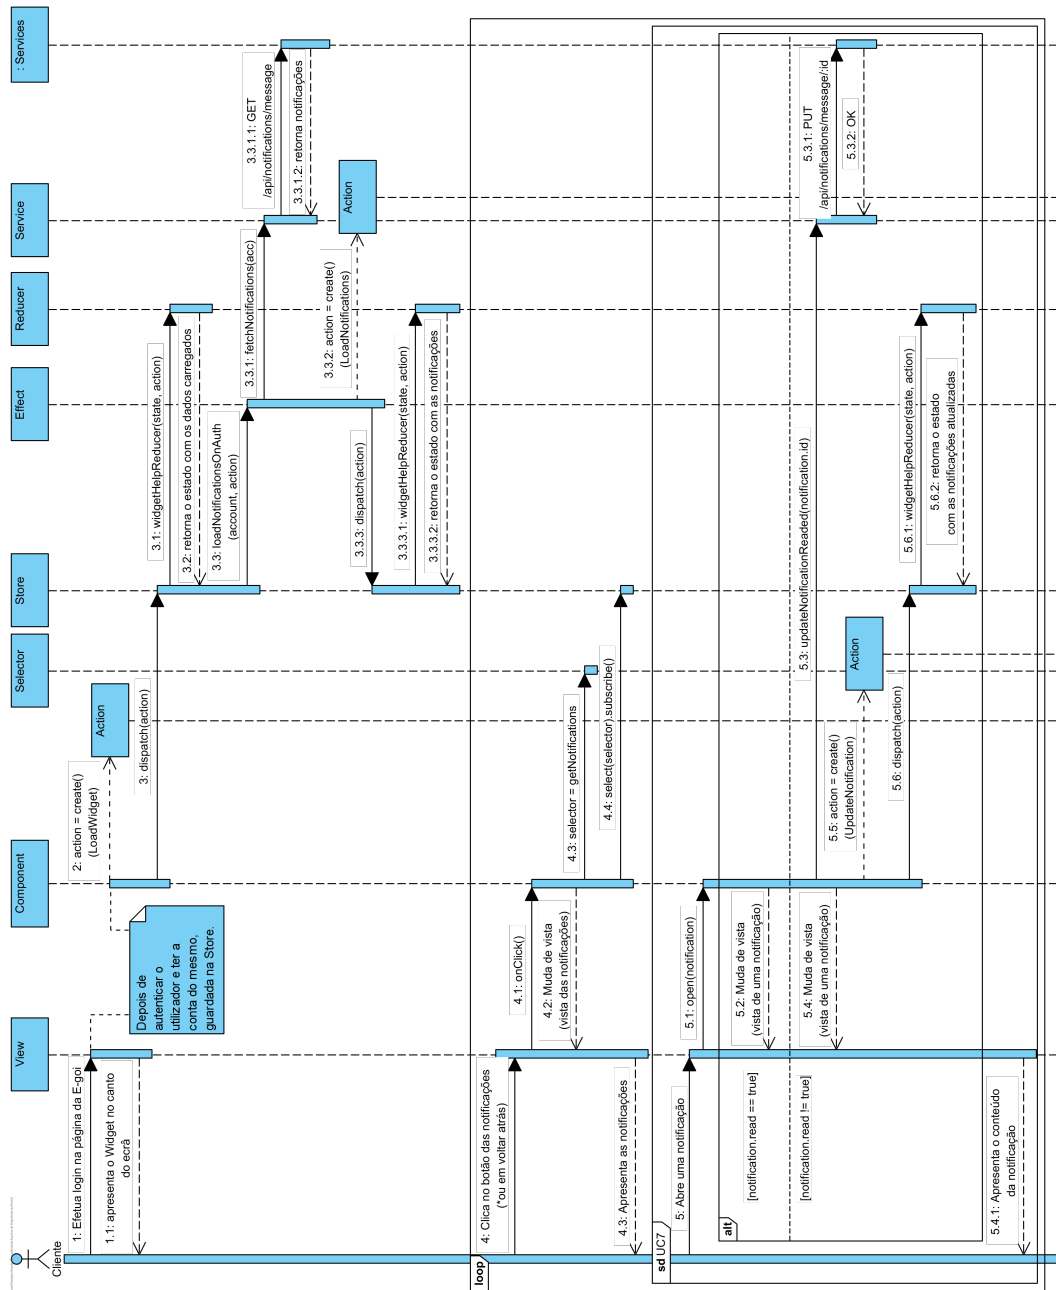 Cliente
View
Component
Selector
Store
Effect
Reducer
Service
: Services
1: Efetua login na página da E-goi
1.1: apresenta o Widget no canto
do ecrã
Depois de
autenticar o
utilizador e ter a
conta do mesmo,
guardada na Store.
2: action = create()
(LoadWidget)
Action
3: dispatch(action)
3.1: widgetHelpReducer(state, action)
3.2: retorna o estado com os dados carregados
3.3: loadNotificationsOnAuth
(account, action)
3.3.1: fetchNotifications(acc)
3.3.1.1: GET
/api/notifications/message
3.3.1.2: retorna notificações
3.3.2: action = create()
(LoadNotifications)
Action
3.3.3: dispatch(action)
3.3.3.1: widgetHelpReducer(state, action)
3.3.3.2: retorna o estado com as notificações
loop
4: Clica no botão das notificações
(*ou em voltar atrás)
4.1: onClick()
4.2: Muda de vista
(vista das notificações)
4.3: selector = getNotifications
4.4: select(selector).subscribe()
4.3: Apresenta as notificações
sd UC7
5: Abre uma notificação
5.1: open(notification)
alt
[notification.read == true]
5.2: Muda de vista
(vista de uma notificação)
[notification.read != true]
5.3: updateNotificationReaded(notification.id)
5.3.1: PUT
/api/notifications/message/:id
5.3.2: OK
5.4: Muda de vista
(vista de uma notificação)
5.5: action = create()
(UpdateNotification)
Action
5.6: dispatch(action)
5.6.1: widgetHelpReducer(state, action)
5.6.2: retorna o estado
com as notificações atualizadas
5.4.1: Apresenta o conteúdo
da notificação